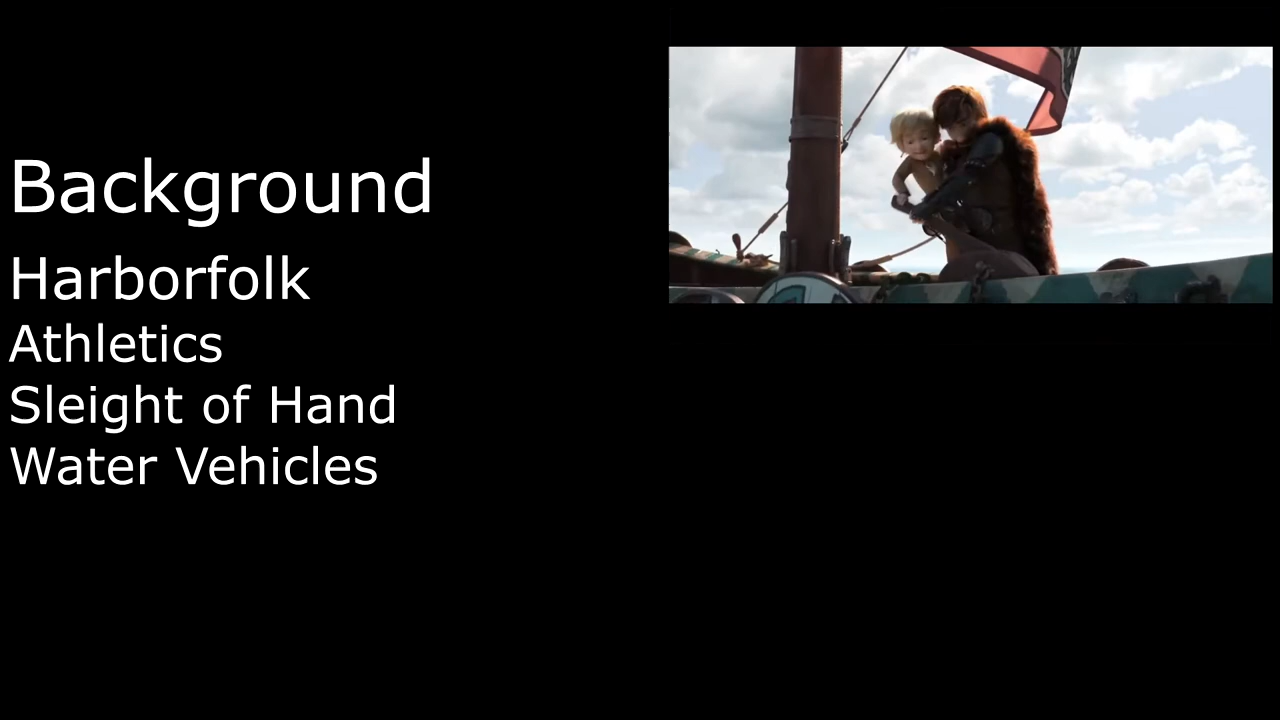 Background
Harborfolk
Athletics
Sleight of Hand
Water Vehicles